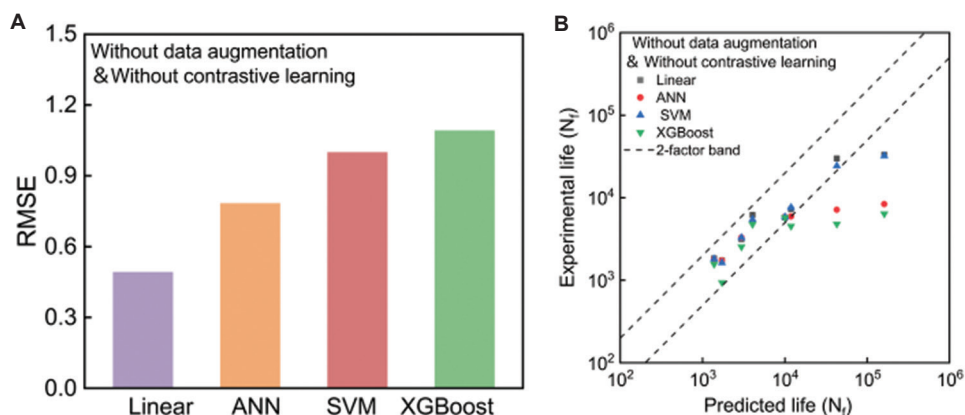 A
1.5
1.2
0.9
0.6
0.3
0.0
RMSE
Without data augmentation
& Without contrastive learning
Linear ANN SVM XGBoost
B
10⁶
10⁵
10⁴
10³
10²
Experimental life (Nf)
Without data augmentation
& Without contrastive learning
Linear
ANN
SVM
XGBoost
2-factor band
10² 10³ 10⁴ 10⁵ 10⁶
Predicted life (Nf)